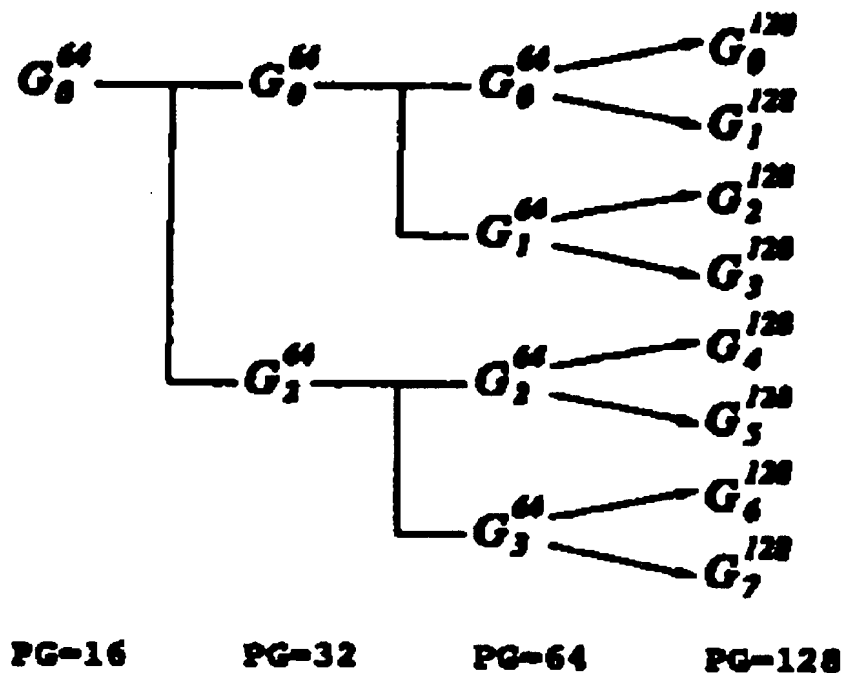 G_0^{64} G_0^{64} G_0^{64} G_0^{128}
G_1^{128}
G_1^{64} G_2^{128}
G_3^{128}
G_2^{64} G_2^{64} G_4^{128}
G_5^{128}
G_3^{64} G_6^{128}
G_7^{128}
PG=16 PG=32 PG=64 PG=128